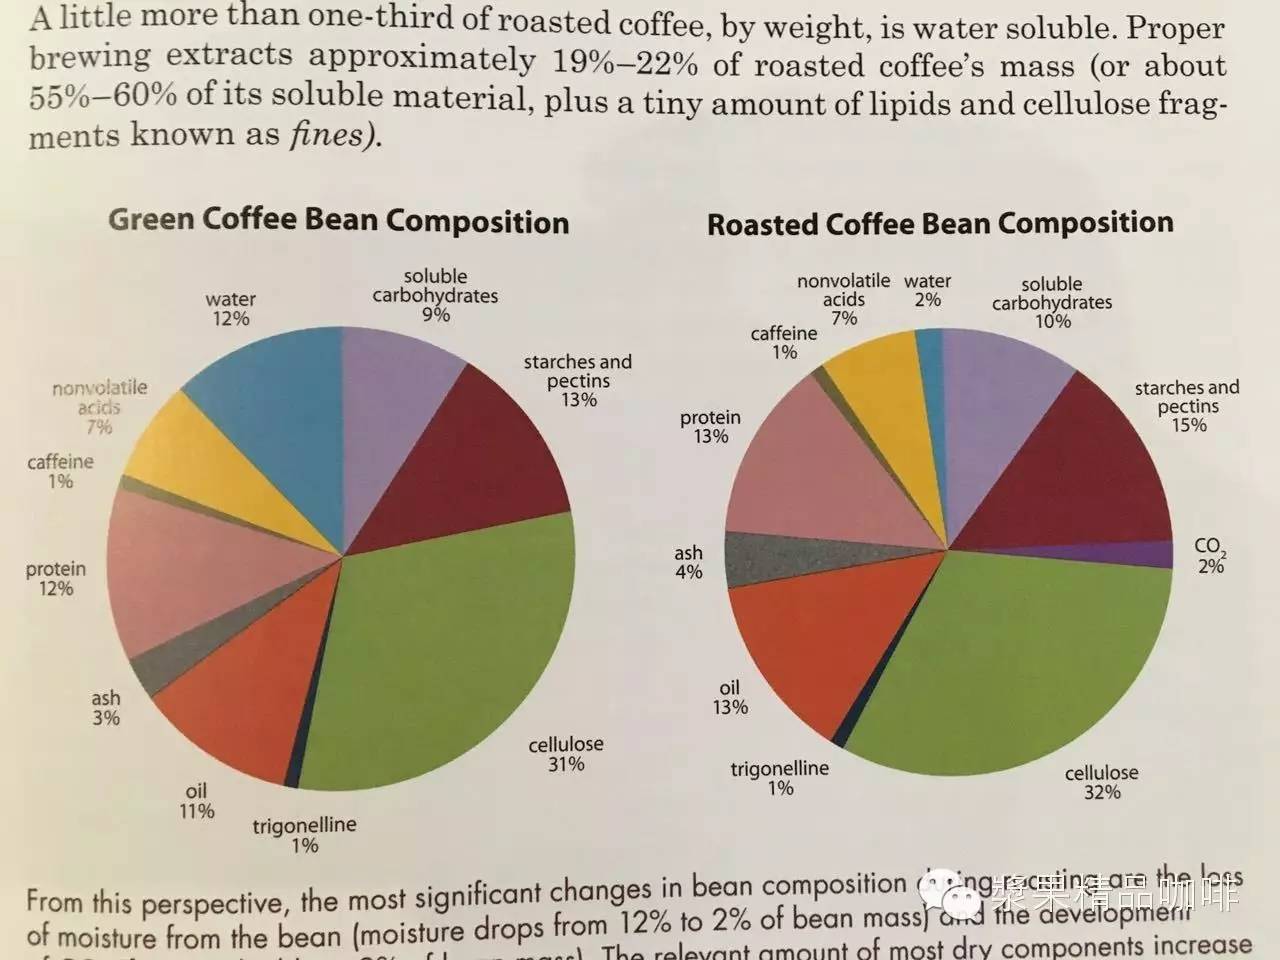 A little more than one-third of roasted coffee, by weight, is water soluble. Proper
brewing extracts approximately 19%–22% of roasted coffee's mass (or about
55%–60% of its soluble material, plus a tiny amount of lipids and cellulose frag-
ments known as fines).
Green Coffee Bean Composition
soluble
carbohydrates
9%
starches and
pectins
13%
cellulose
31%
trigonelline
1%
oil
11%
ash
3%
protein
12%
caffeine
1%
nonvolatile
acids
7%
water
12%
Roasted Coffee Bean Composition
soluble
carbohydrates
10%
starches and
pectins
15%
CO₂
2%
cellulose
32%
trigonelline
1%
oil
13%
ash
4%
protein
13%
caffeine
1%
nonvolatile
acids
7%
water
2%
From this perspective, the most significant changes in bean composition during roasting are the loss
of moisture from the bean (moisture drops from 12% to 2% of bean mass) and the development
The relevant amount of most dry components increase
漿果精品咖啡